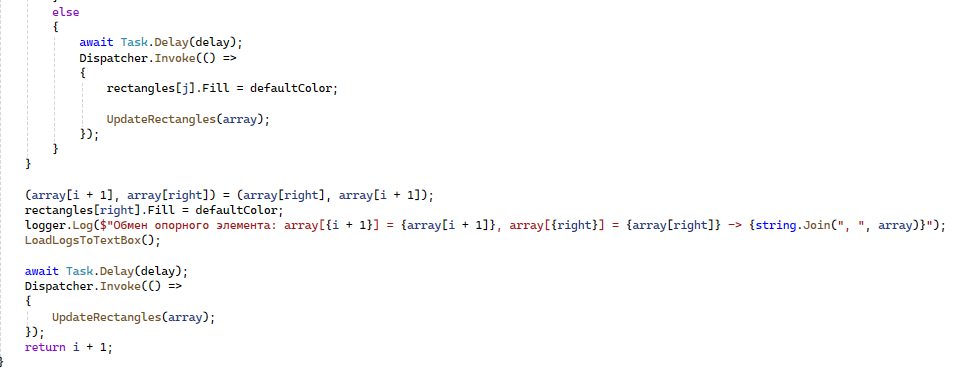 else
{
await Task.Delay(delay);
Dispatcher.Invoke(() =>
{
rectangles[j].Fill = defaultColor;
UpdateRectangles(array);
});
}
}
(array[i + 1], array[right]) = (array[right], array[i + 1]);
rectangles[right].Fill = defaultColor;
logger.Log($"Обмен опорного элемента: array[{i + 1}] = {array[i + 1]}, array[{right}] = {array[right]} -> {string.Join(", ", array)}");
LoadLogsToTextBox();
await Task.Delay(delay);
Dispatcher.Invoke(() =>
{
UpdateRectangles(array);
});
return i + 1;
}